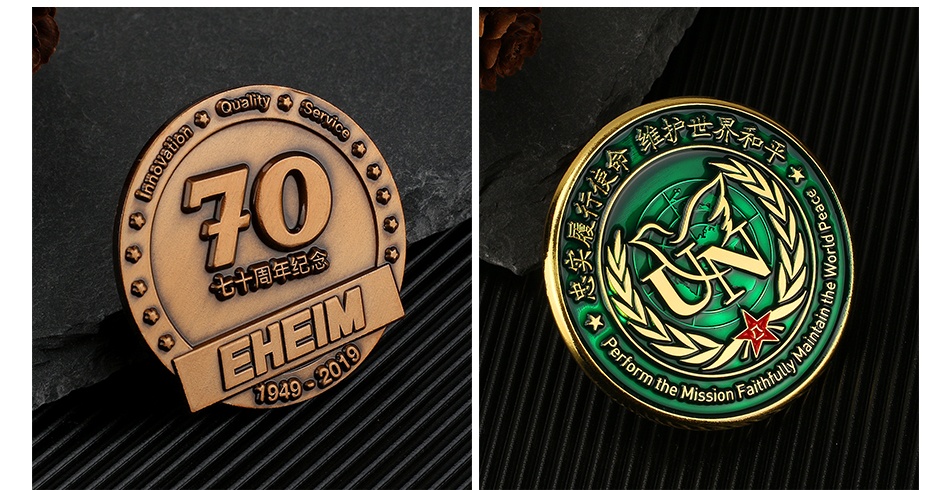 Innovation ★ Quality ★ Service
70
七十周年纪念
EHEIM
1949 - 2019
忠实履行使命 维护世界和平
UN
Perform the Mission Faithfully Maintain the World Peace